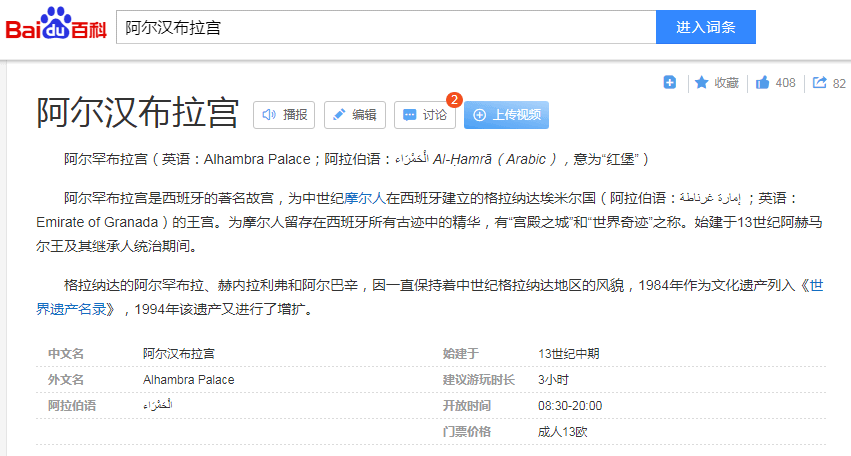 Bai du 百科 阿尔汉布拉宫 进入词条
收藏 408 82
阿尔汉布拉宫 播报 编辑 讨论 2 上传视频
阿尔罕布拉宫（英语：Alhambra Palace；阿拉伯语：الْحَمْرَاء Al-Ḥamrā（Arabic），意为“红堡”）
阿尔罕布拉宫是西班牙的著名故宫，为中世纪摩尔人在西班牙建立的格拉纳达埃米尔国（阿拉伯语：إمارة غرناطة ；英语：
Emirate of Granada）的王宫。为摩尔人留存在西班牙所有古迹中的精华，有“宫殿之城”和“世界奇迹”之称。始建于13世纪阿赫马
尔王及其继承人统治期间。
格拉纳达的阿尔罕布拉、赫内拉利弗和阿尔巴辛，因一直保持着中世纪格拉纳达地区的风貌，1984年作为文化遗产列入《世
界遗产名录》，1994年该遗产又进行了增扩。
中文名 阿尔汉布拉宫 始建于 13世纪中期
外文名 Alhambra Palace 建议游玩时长 3小时
阿拉伯语 الْحَمْرَاء 开放时间 08:30-20:00
门票价格 成人13欧